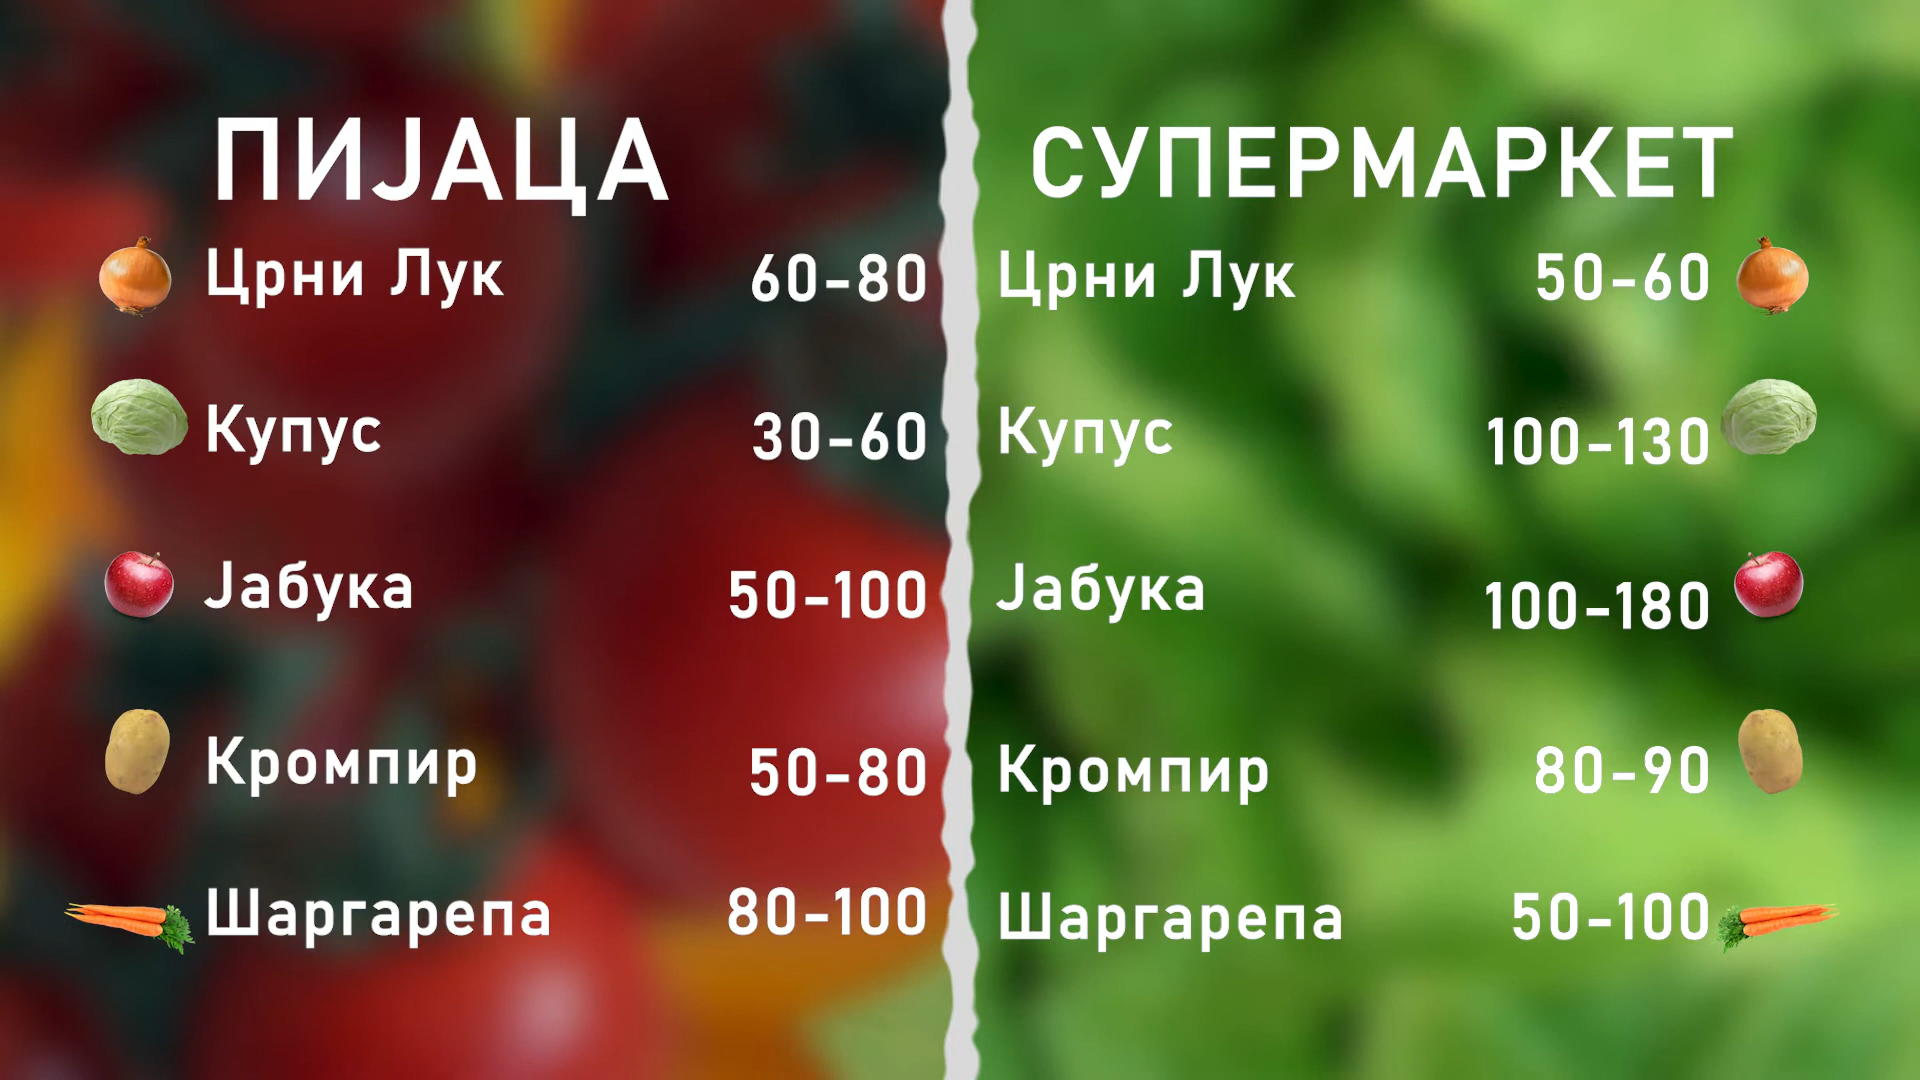 ПИЈАЦА
Црни Лук 60-80
Купус 30-60
Јабука 50-100
Кромпир 50-80
Шаргарепа 80-100
СУПЕРМАРКЕТ
Црни Лук 50-60
Купус 100-130
Јабука 100-180
Кромпир 80-90
Шаргарепа 50-100